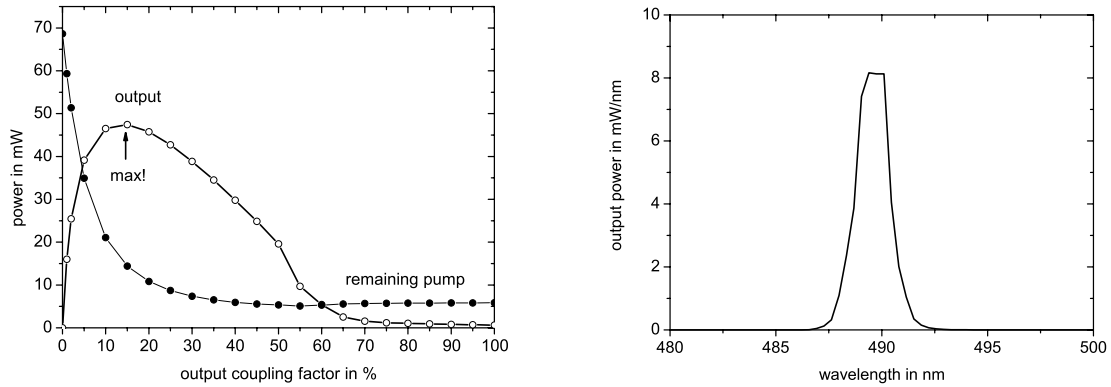 70
60
50
40
30
20
10
0
power in mW
output
max!
remaining pump
0 10 20 30 40 50 60 70 80 90 100
output coupling factor in %
10
8
6
4
2
0
output power in mW/nm
480 485 490 495 500
wavelength in nm